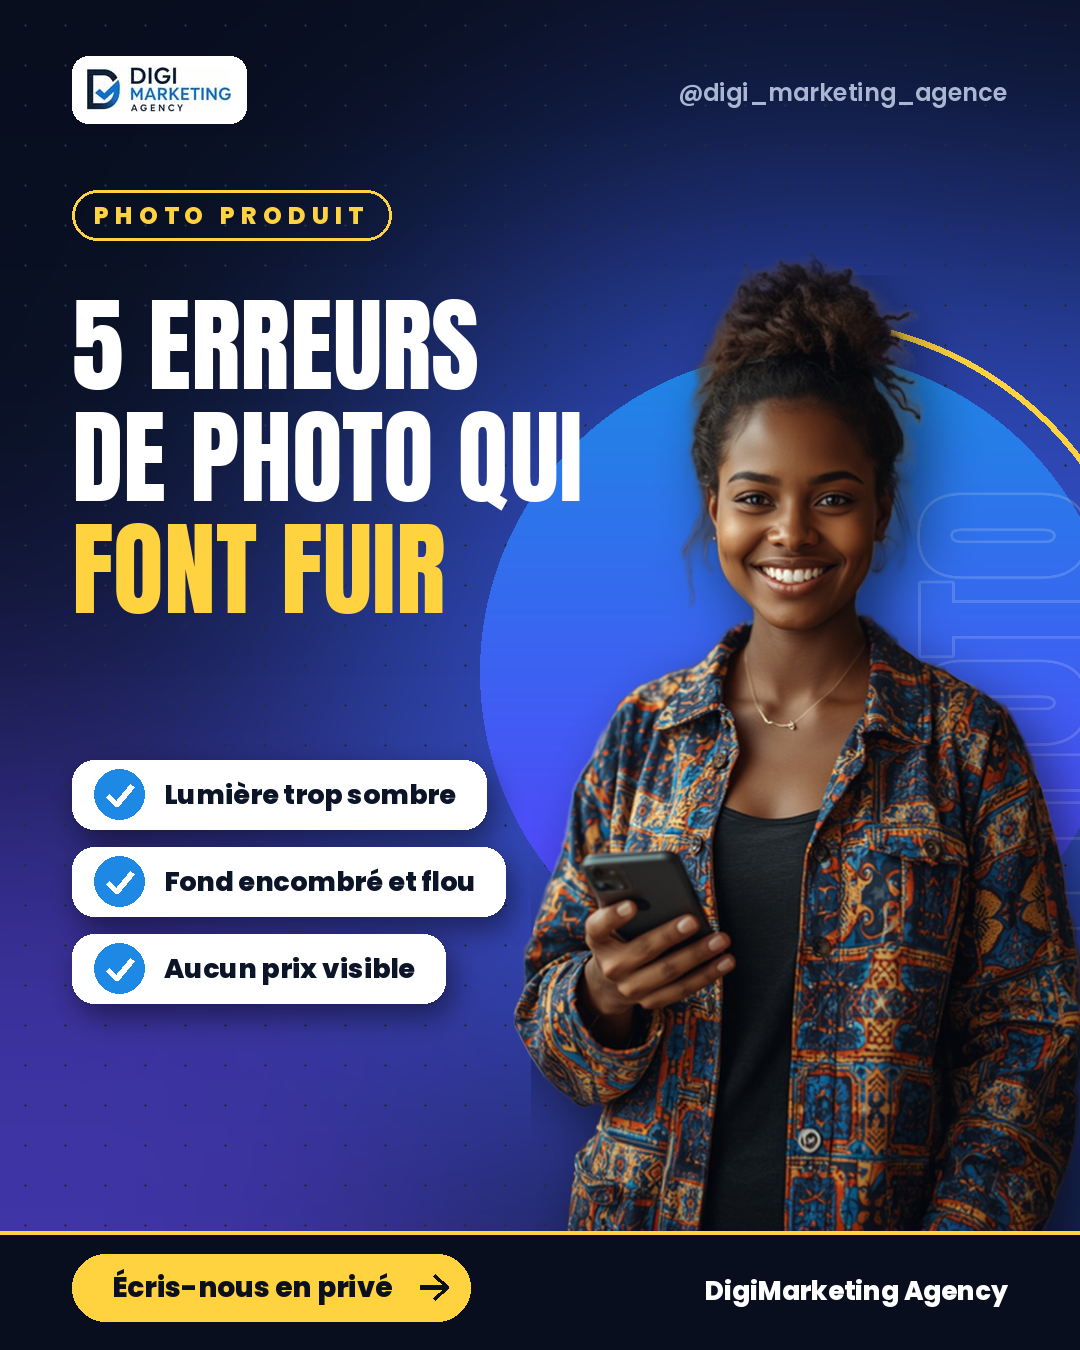 DIGI
MARKETING
AGENCY
@digi_marketing_agence
PHOTO PRODUIT
5 ERREURS
DE PHOTO QUI
FONT FUIR
Lumière trop sombre
Fond encombré et flou
Aucun prix visible
Écris-nous en privé
DigiMarketing Agency